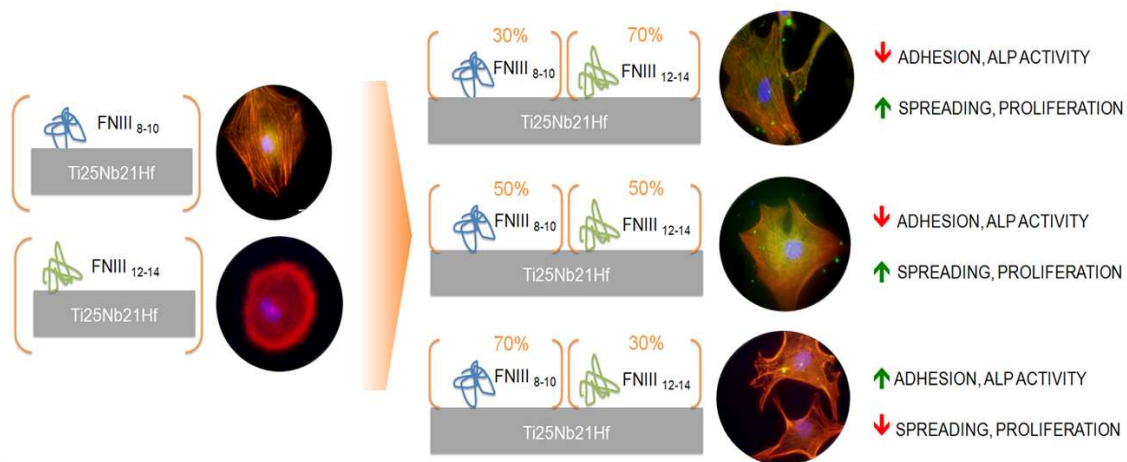 FNIII 8-10
Ti25Nb21Hf
FNIII 12-14
Ti25Nb21Hf
30% 70%
FNIII 8-10 FNIII 12-14
Ti25Nb21Hf
↓ ADHESION, ALP ACTIVITY
↑ SPREADING, PROLIFERATION
50% 50%
FNIII 8-10 FNIII 12-14
Ti25Nb21Hf
↓ ADHESION, ALP ACTIVITY
↑ SPREADING, PROLIFERATION
70% 30%
FNIII 8-10 FNIII 12-14
Ti25Nb21Hf
↑ ADHESION, ALP ACTIVITY
↓ SPREADING, PROLIFERATION